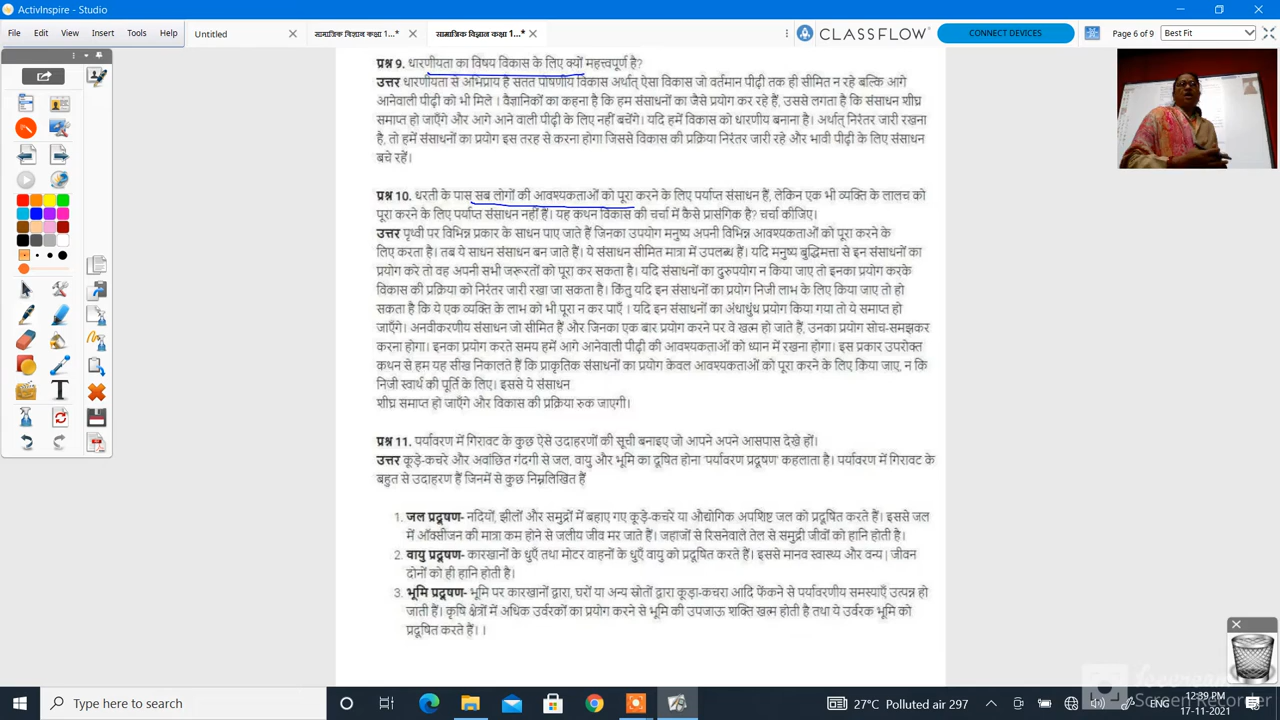 ActivInspire - Studio
File Edit View Insert Tools Help
Untitled
सामाजिक विज्ञान कक्षा 1...*
सामाजिक विज्ञान कक्षा 1...*
CLASSFLOW
CONNECT DEVICES
Page 6 of 9
Best Fit
प्रश्न 9. धारणीयता का विषय विकास के लिए क्यों महत्त्वपूर्ण है?
उत्तर धारणीयता से अभिप्राय है सतत पोषणीय विकास अर्थात् ऐसा विकास जो वर्तमान पीढ़ी तक ही सीमित न रहे बल्कि आगे
आनेवाली पीढ़ी को भी मिले । वैज्ञानिकों का कहना है कि हम संसाधनों का जैसे प्रयोग कर रहे हैं, उससे लगता है कि संसाधन शीघ्र
समाप्त हो जाएँगे और आगे आने वाली पीढ़ी के लिए नहीं बचेंगे। यदि हमें विकास को धारणीय बनाना है। अर्थात् निरंतर जारी रखना
है, तो हमें संसाधनों का प्रयोग इस तरह से करना होगा जिससे विकास की प्रक्रिया निरंतर जारी रहे और भावी पीढ़ी के लिए संसाधन
बचे रहें।
प्रश्न 10. धरती के पास सब लोगों की आवश्यकताओं को पूरा करने के लिए पर्याप्त संसाधन हैं, लेकिन एक भी व्यक्ति के लालच को
पूरा करने के लिए पर्याप्त संसाधन नहीं हैं। यह कथन विकास की चर्चा में कैसे प्रासंगिक है? चर्चा कीजिए।
उत्तर पृथ्वी पर विभिन्न प्रकार के साधन पाए जाते हैं जिनका उपयोग मनुष्य अपनी विभिन्न आवश्यकताओं को पूरा करने के
लिए करता है। तब ये साधन संसाधन बन जाते हैं। ये संसाधन सीमित मात्रा में उपलब्ध हैं। यदि मनुष्य बुद्धिमत्ता से इन संसाधनों का
प्रयोग करे तो वह अपनी सभी जरूरतों को पूरा कर सकता है। यदि संसाधनों का दुरुपयोग न किया जाए तो इनका प्रयोग करके
विकास की प्रक्रिया को निरंतर जारी रखा जा सकता है। किंतु यदि इन संसाधनों का प्रयोग निजी लाभ के लिए किया जाए तो हो
सकता है कि ये एक व्यक्ति के लाभ को भी पूरा न कर पाएँ । यदि इन संसाधनों का अंधाधुंध प्रयोग किया गया तो ये समाप्त हो
जाएँगे। अनवीकरणीय संसाधन जो सीमित हैं और जिनका एक बार प्रयोग करने पर वे खत्म हो जाते हैं, उनका प्रयोग सोच-समझकर
करना होगा। इनका प्रयोग करते समय हमें आगे आनेवाली पीढ़ी की आवश्यकताओं को ध्यान में रखना होगा। इस प्रकार उपरोक्त
कथन से हम यह सीख निकालते हैं कि प्राकृतिक संसाधनों का प्रयोग केवल आवश्यकताओं को पूरा करने के लिए किया जाए, न कि
निजी स्वार्थ की पूर्ति के लिए। इससे ये संसाधन
शीघ्र समाप्त हो जाएँगे और विकास की प्रक्रिया रुक जाएगी।
प्रश्न 11. पर्यावरण में गिरावट के कुछ ऐसे उदाहरणों की सूची बनाइए जो आपने अपने आसपास देखे हों।
उत्तर कूड़े-कचरे और अवांछित गंदगी से जल, वायु और भूमि का दूषित होना 'पर्यावरण प्रदूषण' कहलाता है। पर्यावरण में गिरावट के
बहुत से उदाहरण हैं जिनमें से कुछ निम्नलिखित हैं
1. जल प्रदूषण- नदियों, झीलों और समुद्रों में बहाए गए कूड़े-कचरे या औद्योगिक अपशिष्ट जल को प्रदूषित करते हैं। इससे जल
में ऑक्सीजन की मात्रा कम होने से जलीय जीव मर जाते हैं। जहाजों से रिसनेवाले तेल से समुद्री जीवों को हानि होती है।
2. वायु प्रदूषण- कारखानों के धुएँ तथा मोटर वाहनों के धुएँ वायु को प्रदूषित करते हैं। इससे मानव स्वास्थ्य और वन्य | जीवन
दोनों को ही हानि होती है।
3. भूमि प्रदूषण- भूमि पर कारखानों द्वारा, घरों या अन्य स्रोतों द्वारा कूड़ा-कचरा आदि फेंकने से पर्यावरणीय समस्याएँ उत्पन्न हो
जाती हैं। कृषि क्षेत्रों में अधिक उर्वरकों का प्रयोग करने से भूमि की उपजाऊ शक्ति खत्म होती है तथा ये उर्वरक भूमि को
प्रदूषित करते हैं। ।
Screen Recorder
Type here to search
27°C Polluted air 297
ENG
12:39 PM
17-11-2021